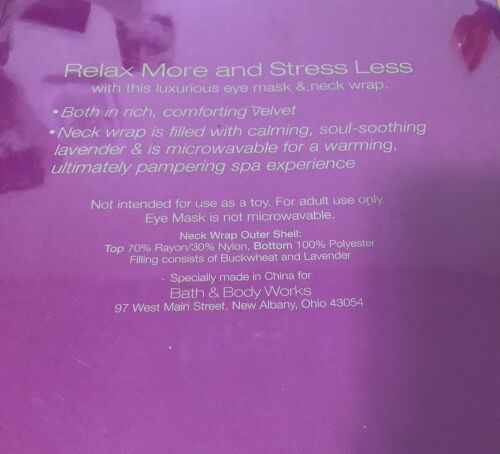 Relax More and Stress Less
with this luxurious eye mask & neck wrap.
• Both in rich, comforting velvet
• Neck wrap is filled with calming, soul-soothing
lavender & is microwavable for a warming,
ultimately pampering spa experience
Not intended for use as a toy. For adult use only.
Eye Mask is not microwavable.
Neck Wrap Outer Shell:
Top 70% Rayon/30% Nylon, Bottom 100% Polyester
Filling consists of Buckwheat and Lavender
Specially made in China for
Bath & Body Works
97 West Main Street, New Albany, Ohio 43054